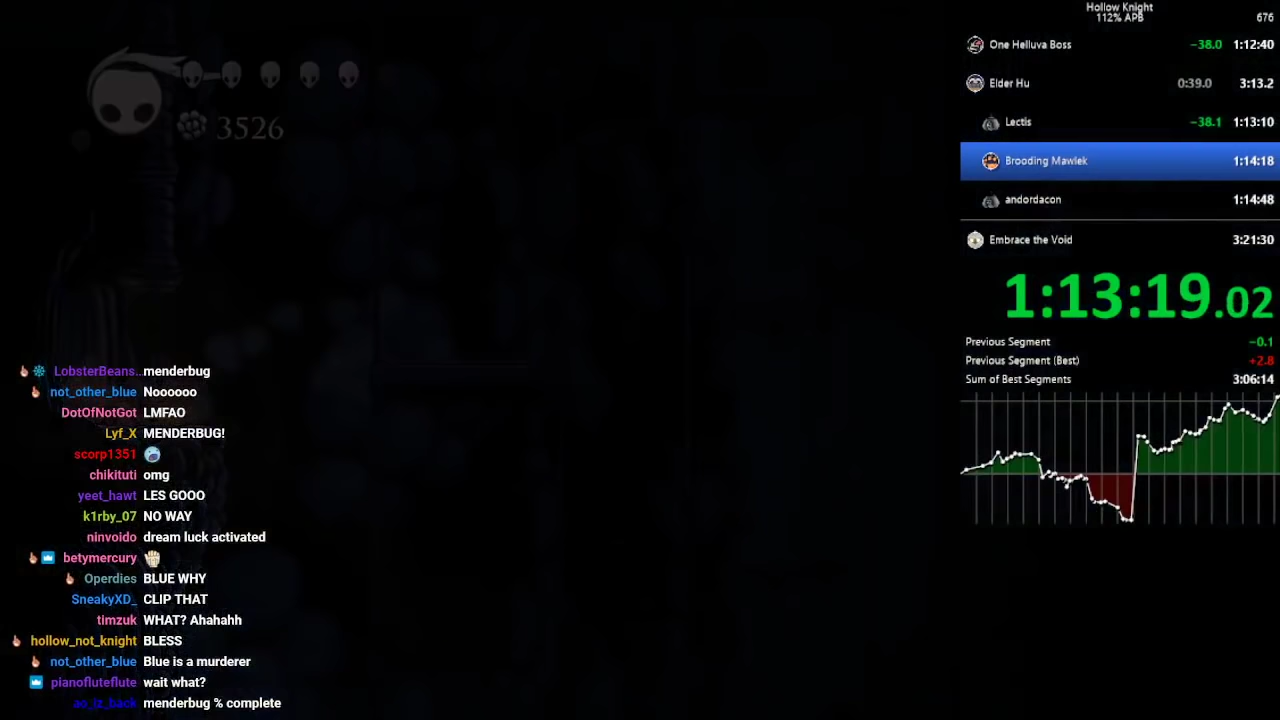 3526
LobsterBeans.. menderbug
not_other_blue Noooooo
DotOfNotGot LMFAO
Lyf_X MENDERBUG!
scorp1351
chikituti omg
yeet_hawt LES GOOO
k1rby_07 NO WAY
ninvoido dream luck activated
betymercury
Operdies BLUE WHY
SneakyXD_ CLIP THAT
timzuk WHAT? Ahahahh
hollow_not_knight BLESS
not_other_blue Blue is a murderer
pianofluteflute wait what?
ao_iz_back menderbug % complete
Hollow Knight
112% APB 676
One Helluva Boss −38.0 1:12:40
Elder Hu 0:39.0 3:13.2
Lectis −38.1 1:13:10
Brooding Mawlek 1:14:18
andordacon 1:14:48
Embrace the Void 3:21:30
1:13:19.02
Previous Segment −0.1
Previous Segment (Best) +2.8
Sum of Best Segments 3:06:14